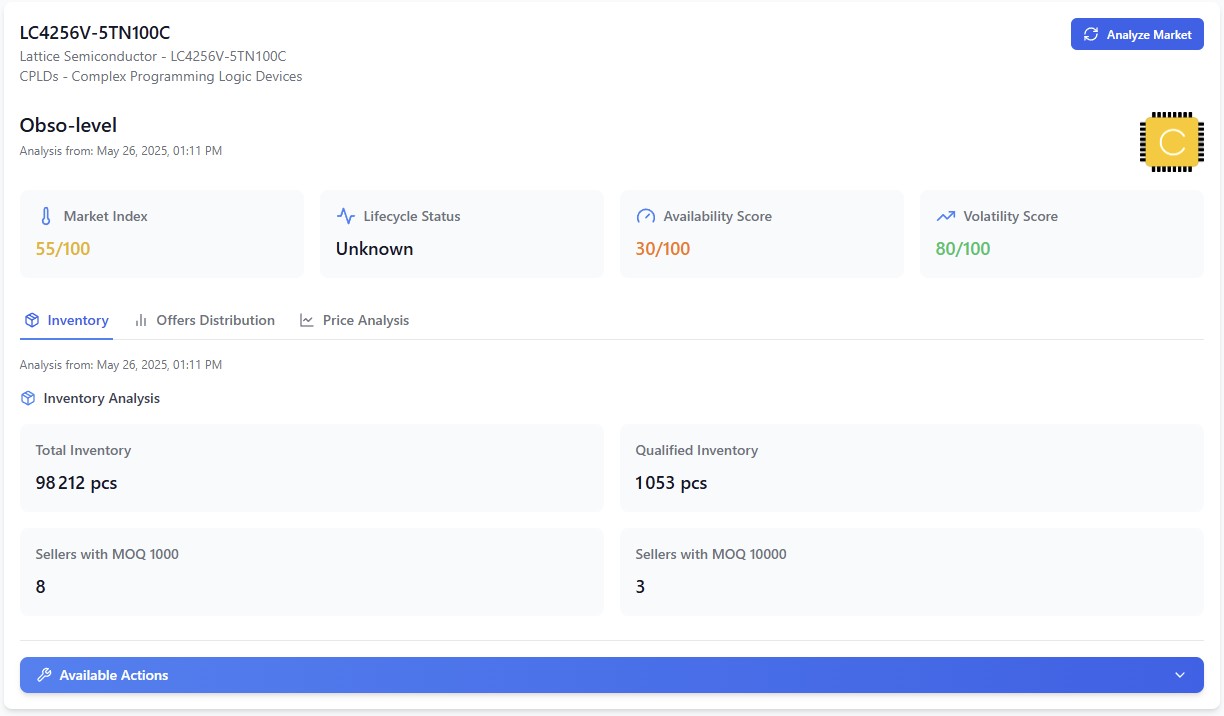 LC4256V-5TN100C
Analyze Market
Lattice Semiconductor - LC4256V-5TN100C
CPLDs - Complex Programming Logic Devices
Obso-level
Analysis from: May 26, 2025, 01:11 PM
C
Market Index
55/100
Lifecycle Status
Unknown
Availability Score
30/100
Volatility Score
80/100
Inventory
Offers Distribution
Price Analysis
Analysis from: May 26, 2025, 01:11 PM
Inventory Analysis
Total Inventory
98 212 pcs
Qualified Inventory
1 053 pcs
Sellers with MOQ 1000
8
Sellers with MOQ 10000
3
Available Actions